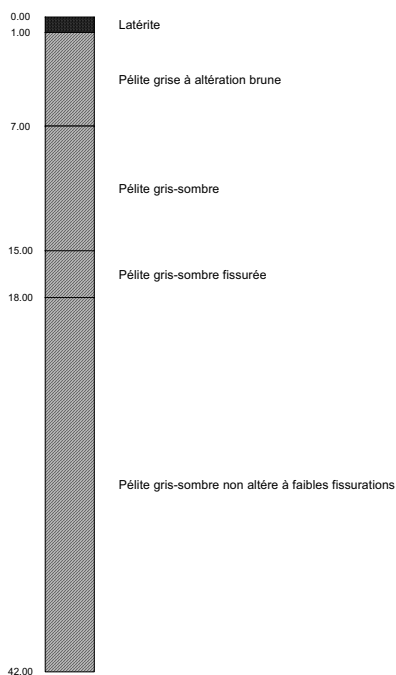 0.00
Latérite
1.00
Pélite grise à altération brune
7.00
Pélite gris-sombre
15.00
Pélite gris-sombre fissurée
18.00
Pélite gris-sombre non altére à faibles fissurations
42.00